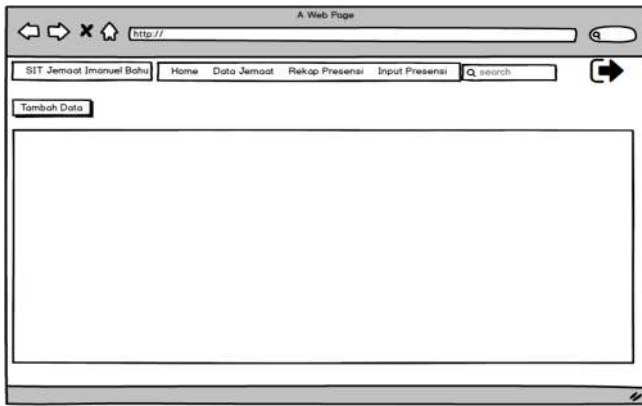 A Web Page
http://
SIT Jemaat Imanuel Bahu Home Data Jemaat Rekap Presensi Input Presensi search
Tambah Data